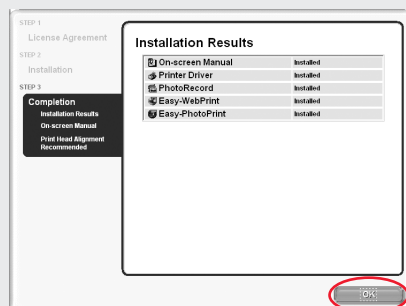 STEP 1
License Agreement
STEP 2
Installation
STEP 3
Completion
Installation Results
On-screen Manual
Print Head Alignment
Recommended
Installation Results
On-screen Manual Installed
Printer Driver Installed
PhotoRecord Installed
Easy-WebPrint Installed
Easy-PhotoPrint Installed
OK